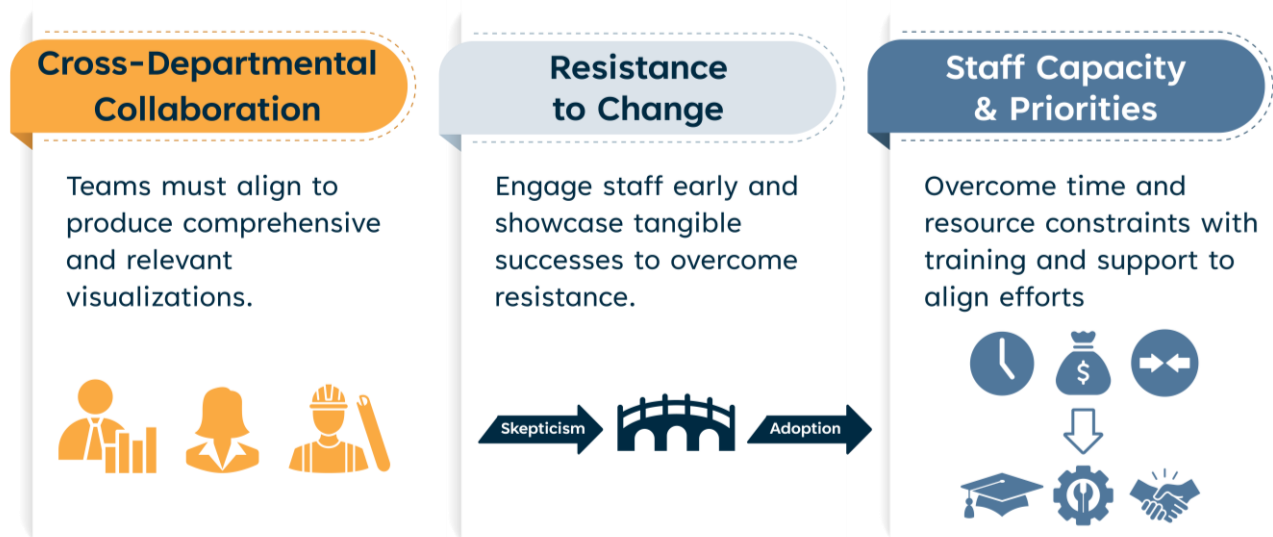 Cross-Departmental
Collaboration
Teams must align to
produce comprehensive
and relevant
visualizations.
Resistance
to Change
Engage staff early and
showcase tangible
successes to overcome
resistance.
Skepticism
Adoption
Staff Capacity
& Priorities
Overcome time and
resource constraints with
training and support to
align efforts
$